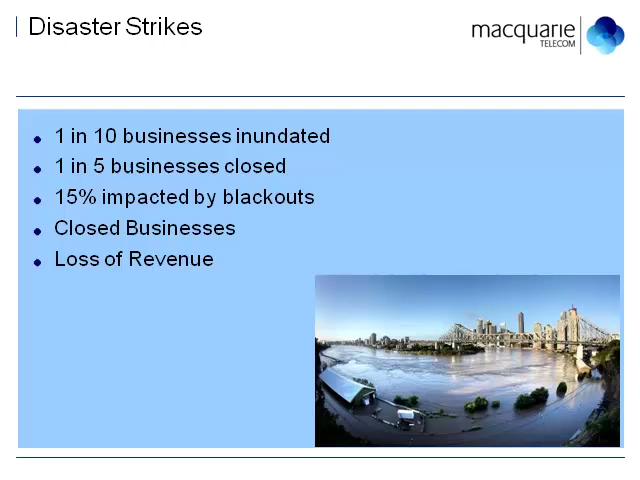 Disaster Strikes
macquarie
TELECOM
1 in 10 businesses inundated
1 in 5 businesses closed
15% impacted by blackouts
Closed Businesses
Loss of Revenue